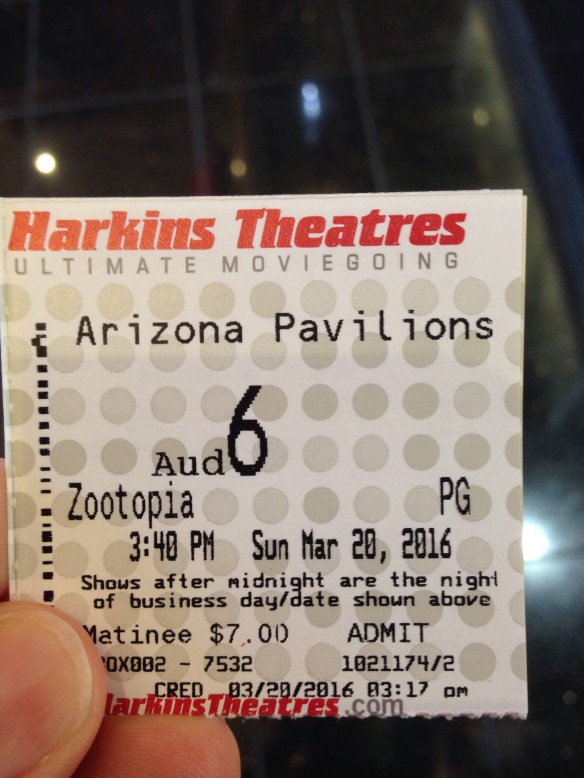 Harkins Theatres
ULTIMATE MOVIEGOING
Arizona Pavilions
Aud 6
Zootopia PG
3:40 PM Sun Mar 20, 2016
Shows after midnight are the night
of business day/date shown above
Matinee $7.00 ADMIT
OX002 - 7532 1021174/2
CRED 03/20/2016 03:17 pm
arkinsTheatres.com